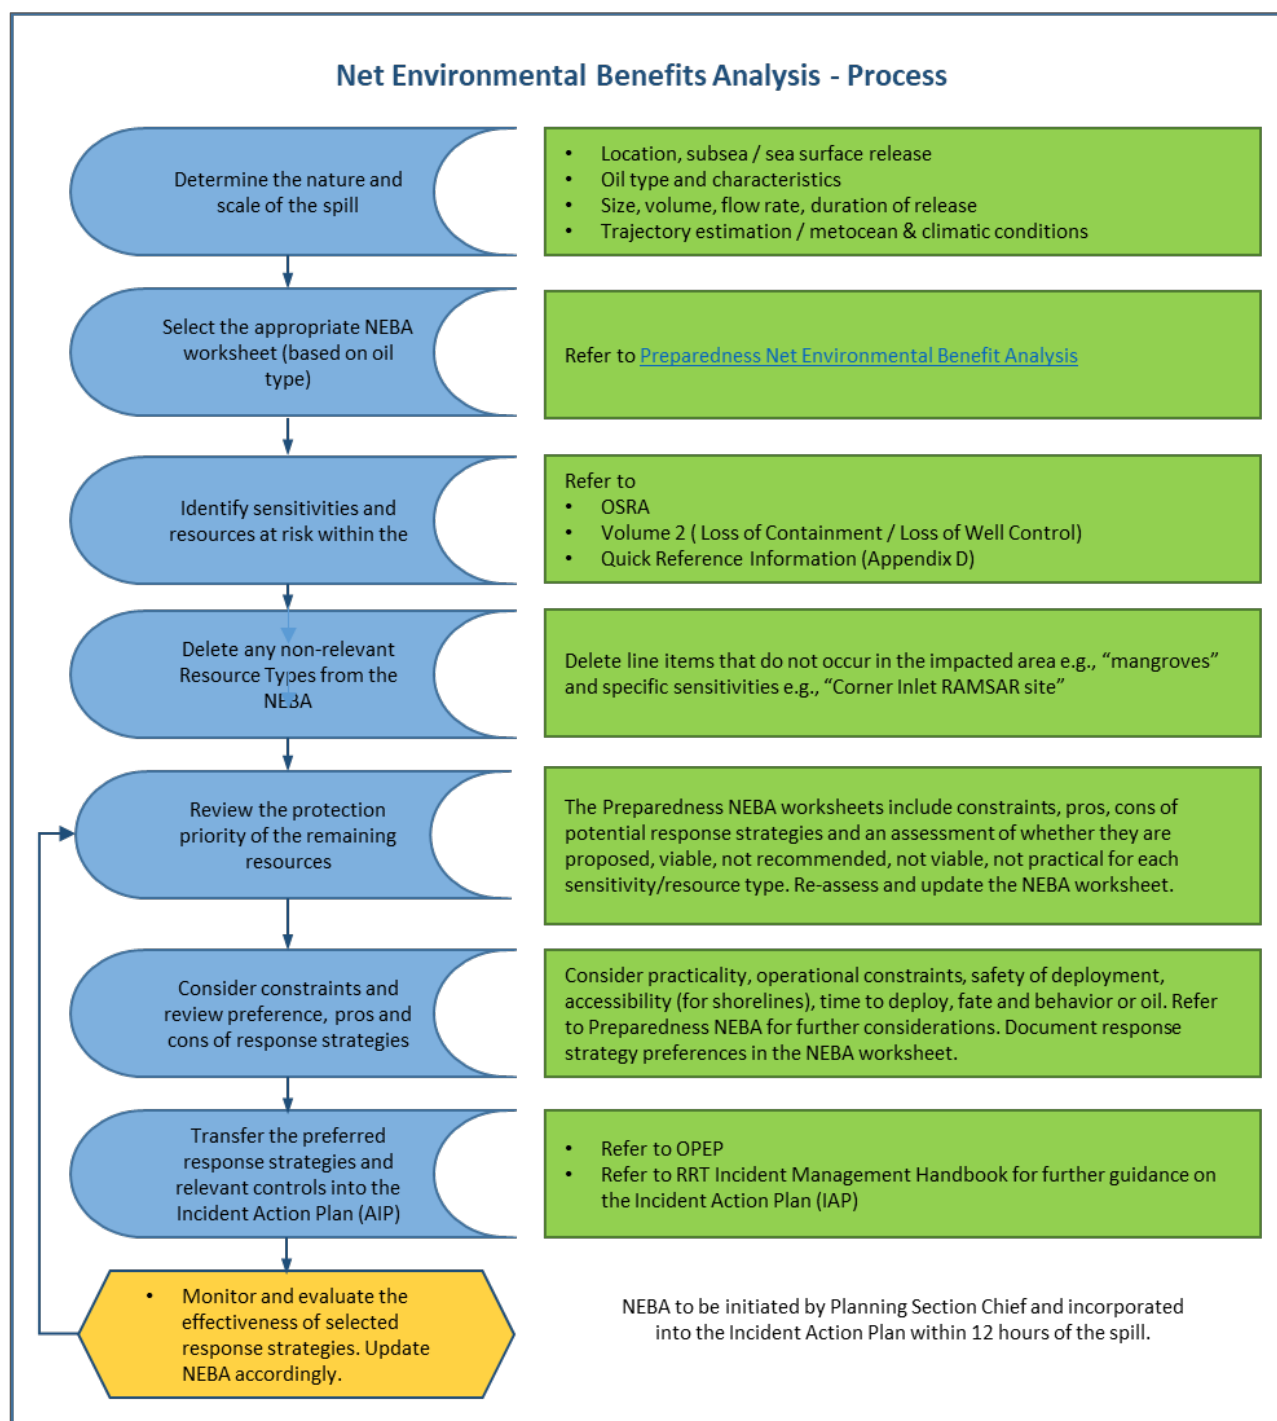 Net Environmental Benefits Analysis - Process
Determine the nature and
scale of the spill
• Location, subsea / sea surface release
• Oil type and characteristics
• Size, volume, flow rate, duration of release
• Trajectory estimation / metocean & climatic conditions
Select the appropriate NEBA
worksheet (based on oil
type)
Refer to Preparedness Net Environmental Benefit Analysis
Identify sensitivities and
resources at risk within the
Refer to
• OSRA
• Volume 2 ( Loss of Containment / Loss of Well Control)
• Quick Reference Information (Appendix D)
Delete any non-relevant
Resource Types from the
NEBA
Delete line items that do not occur in the impacted area e.g., “mangroves”
and specific sensitivities e.g., “Corner Inlet RAMSAR site”
Review the protection
priority of the remaining
resources
The Preparedness NEBA worksheets include constraints, pros, cons of
potential response strategies and an assessment of whether they are
proposed, viable, not recommended, not viable, not practical for each
sensitivity/resource type. Re-assess and update the NEBA worksheet.
Consider constraints and
review preference, pros and
cons of response strategies
Consider practicality, operational constraints, safety of deployment,
accessibility (for shorelines), time to deploy, fate and behavior or oil. Refer
to Preparedness NEBA for further considerations. Document response
strategy preferences in the NEBA worksheet.
Transfer the preferred
response strategies and
relevant controls into the
Incident Action Plan (AIP)
• Refer to OPEP
• Refer to RRT Incident Management Handbook for further guidance on
the Incident Action Plan (IAP)
• Monitor and evaluate the
effectiveness of selected
response strategies. Update
NEBA accordingly.
NEBA to be initiated by Planning Section Chief and incorporated
into the Incident Action Plan within 12 hours of the spill.